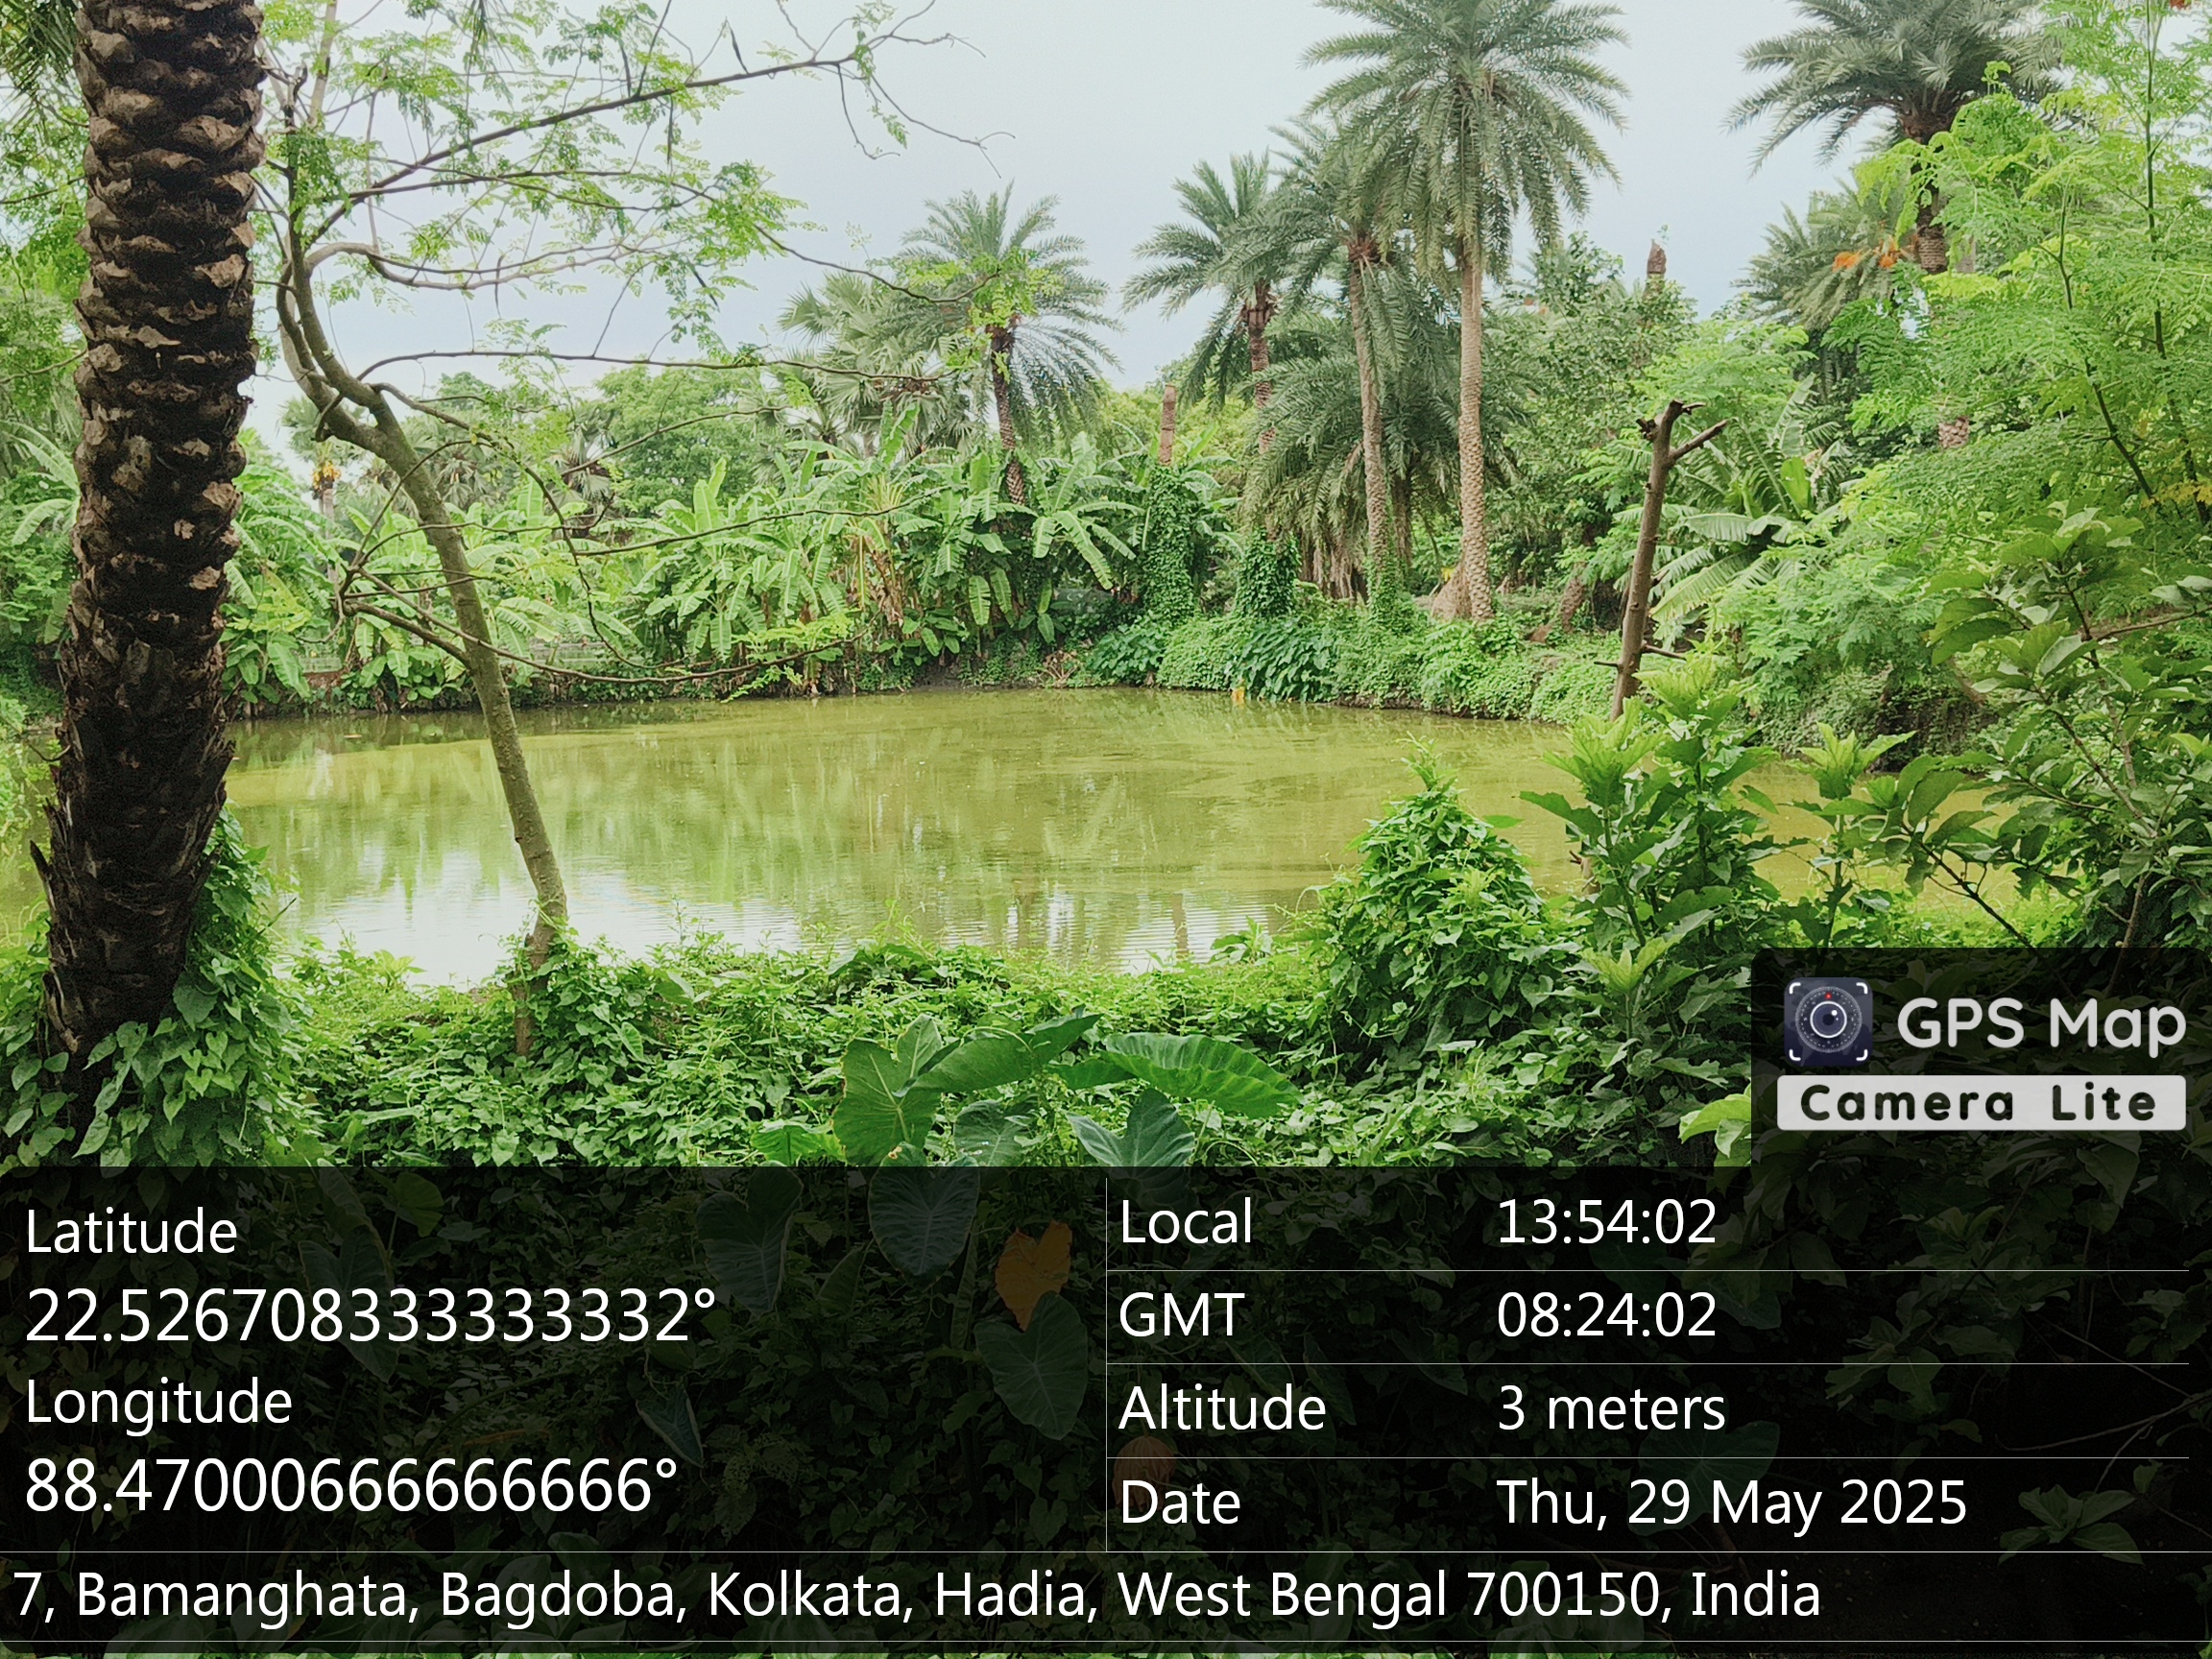 GPS Map
Camera Lite
Latitude
22.526708333333332°
Longitude
88.47000666666666°
Local 13:54:02
GMT 08:24:02
Altitude 3 meters
Date Thu, 29 May 2025
7, Bamanghata, Bagdoba, Kolkata, Hadia, West Bengal 700150, India